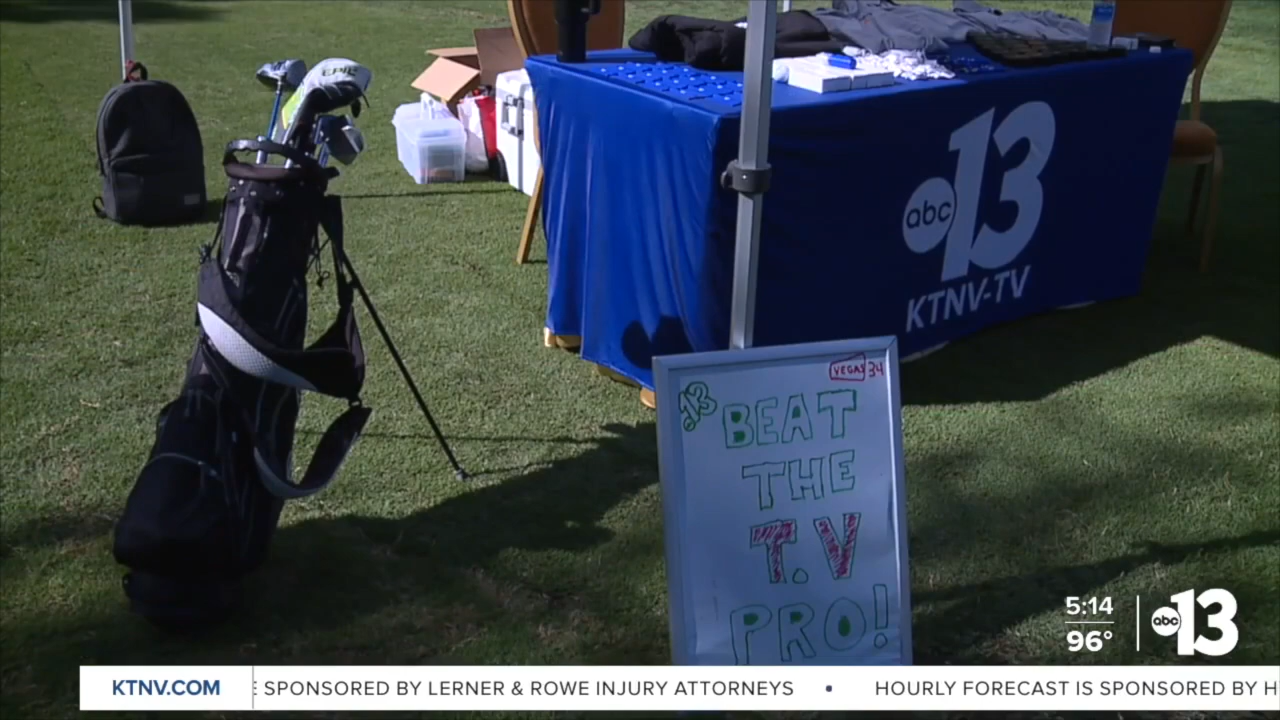 EPIC
abc 13
KTNV-TV
VEGAS 34
13
BEAT
THE
T.V
PRO!
5:14
96°
abc 13
KTNV.COM
SPONSORED BY LERNER & ROWE INJURY ATTORNEYS • HOURLY FORECAST IS SPONSORED BY H